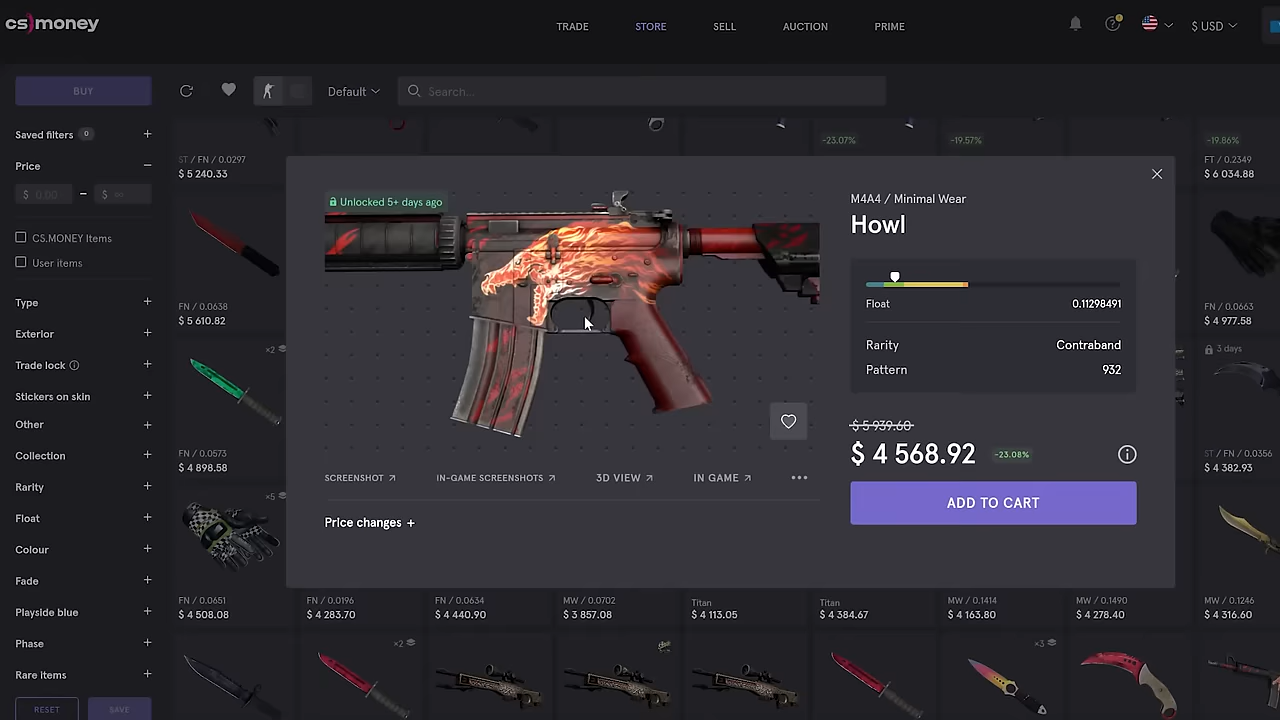 cs)money
TRADE
STORE
SELL
AUCTION
PRIME
$ USD
BUY
Default
Search...
Saved filters 0
Price
$ 0.00 – $ ∞
CS.MONEY Items
User items
Type
Exterior
Trade lock
Stickers on skin
Other
Collection
Rarity
Float
Colour
Fade
Playside blue
Phase
Rare items
RESET
SAVE
-23.07%
-19.57%
-19.86%
ST / FN / 0.0297
$ 5 240.33
FT / 0.2349
$ 6 034.88
Unlocked 5+ days ago
M4A4 / Minimal Wear
Howl
Float
0.11298491
Rarity
Contraband
Pattern
932
$ 5 939.60
$ 4 568.92
-23.08%
ADD TO CART
SCREENSHOT
IN-GAME SCREENSHOTS
3D VIEW
IN GAME
Price changes +
FN / 0.0638
$ 5 610.82
FN / 0.0663
$ 4 977.58
×2
3 days
FN / 0.0573
$ 4 898.58
ST / FN / 0.0356
$ 4 382.93
×5
FN / 0.0651
$ 4 508.08
FN / 0.0196
$ 4 283.70
FN / 0.0634
$ 4 440.90
MW / 0.0702
$ 3 857.08
Titan
$ 4 113.05
Titan
$ 4 384.67
MW / 0.1414
$ 4 163.80
MW / 0.1490
$ 4 278.40
MW / 0.1246
$ 4 316.60
×2
×3